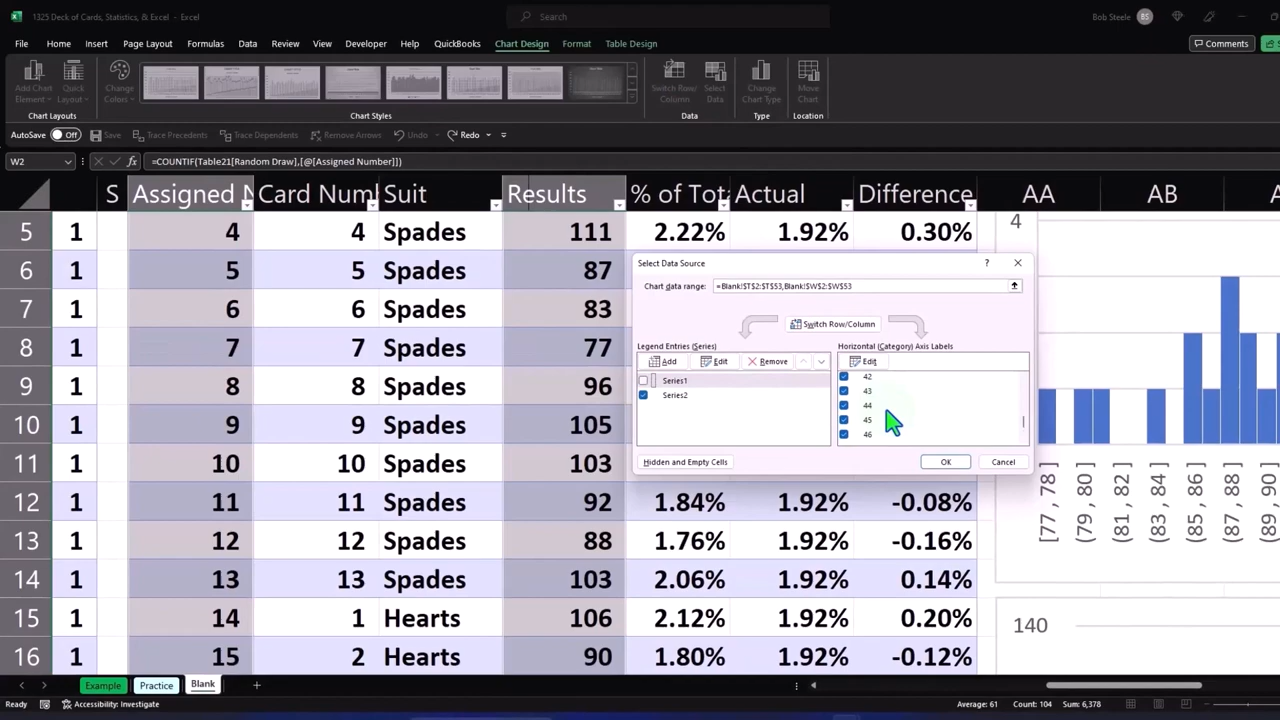 1325 Deck of Cards, Statistics, & Excel - Excel
Search
Bob Steele BS
File Home Insert Page Layout Formulas Data Review View Developer Help QuickBooks Chart Design Format Table Design Comments
Add Chart Element
Quick Layout
Change Colors
Switch Row/ Column
Select Data
Change Chart Type
Move Chart
Chart Layouts Chart Styles Data Type Location
AutoSave Off Save Trace Precedents Trace Dependents Remove Arrows Undo Redo
W2 fx =COUNTIF(Table21[Random Draw],[@[Assigned Number]])
S Assigned N Card Num Suit Results % of Tot Actual Difference AA AB
5 1 4 4 Spades 111 2.22% 1.92% 0.30%
6 1 5 5 Spades 87
7 1 6 6 Spades 83
8 1 7 7 Spades 77
9 1 8 8 Spades 96
10 1 9 9 Spades 105
11 1 10 10 Spades 103
12 1 11 11 Spades 92 1.84% 1.92% -0.08%
13 1 12 12 Spades 88 1.76% 1.92% -0.16%
14 1 13 13 Spades 103 2.06% 1.92% 0.14%
15 1 14 1 Hearts 106 2.12% 1.92% 0.20%
16 1 15 2 Hearts 90 1.80% 1.92% -0.12%
Select Data Source ?
Chart data range: =Blank!$T$2:$T$53,Blank!$W$2:$W$53
Switch Row/Column
Legend Entries (Series) Horizontal (Category) Axis Labels
Add Edit Remove Edit
Series1
Series2
42
43
44
45
46
Hidden and Empty Cells OK Cancel
4
[77 , 78]
(79 , 80]
(81 , 82]
(83 , 84]
(85 , 86]
(87 , 88]
(89 , 90]
140
Example Practice Blank
Ready Accessibility: Investigate Average: 61 Count: 104 Sum: 6,378